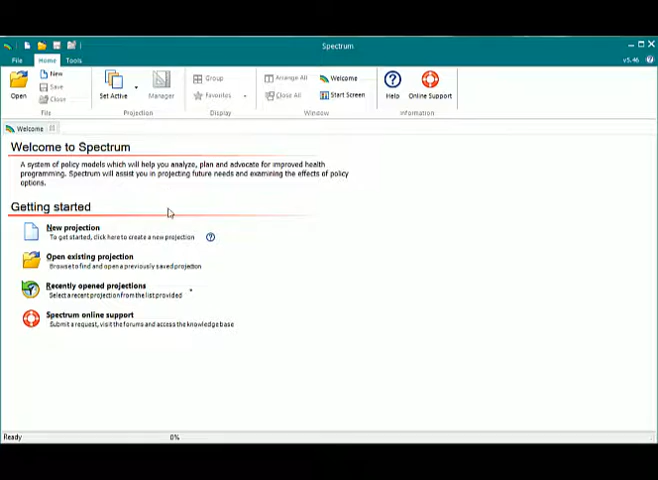 Spectrum
File Home Tools
v5.46
Open
New
Save
Close
File
Set Active
Manager
Projection
Group
Favorites
Display
Arrange All
Close All
Welcome
Start Screen
Window
Help
Online Support
Information
Welcome
Welcome to Spectrum
A system of policy models which will help you analyze, plan and advocate for improved health
programming. Spectrum will assist you in projecting future needs and examining the effects of policy
options.
Getting started
New projection
To get started, click here to create a new projection
Open existing projection
Browse to find and open a previously saved projection
Recently opened projections
Select a recent projection from the list provided
Spectrum online support
Submit a request, visit the forums and access the knowledge base
Ready 0%